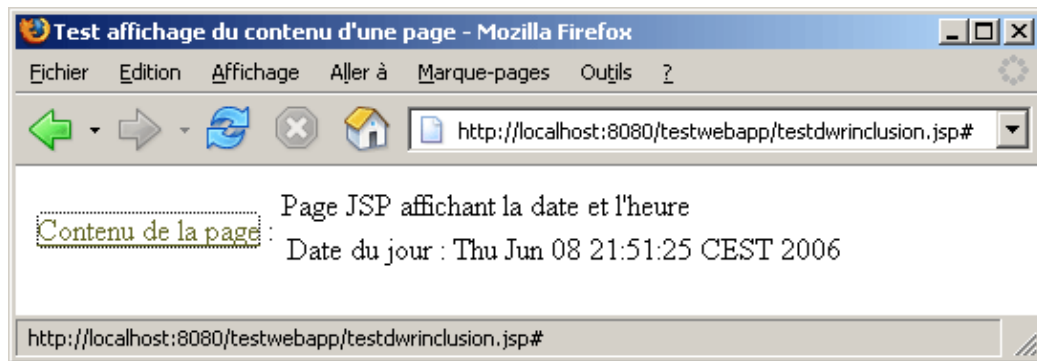 Test affichage du contenu d'une page - Mozilla Firefox
Fichier Edition Affichage Aller à Marque-pages Outils ?
http://localhost:8080/testwebapp/testdwrinclusion.jsp#
Page JSP affichant la date et l'heure
Contenu de la page :
Date du jour : Thu Jun 08 21:51:25 CEST 2006
http://localhost:8080/testwebapp/testdwrinclusion.jsp#